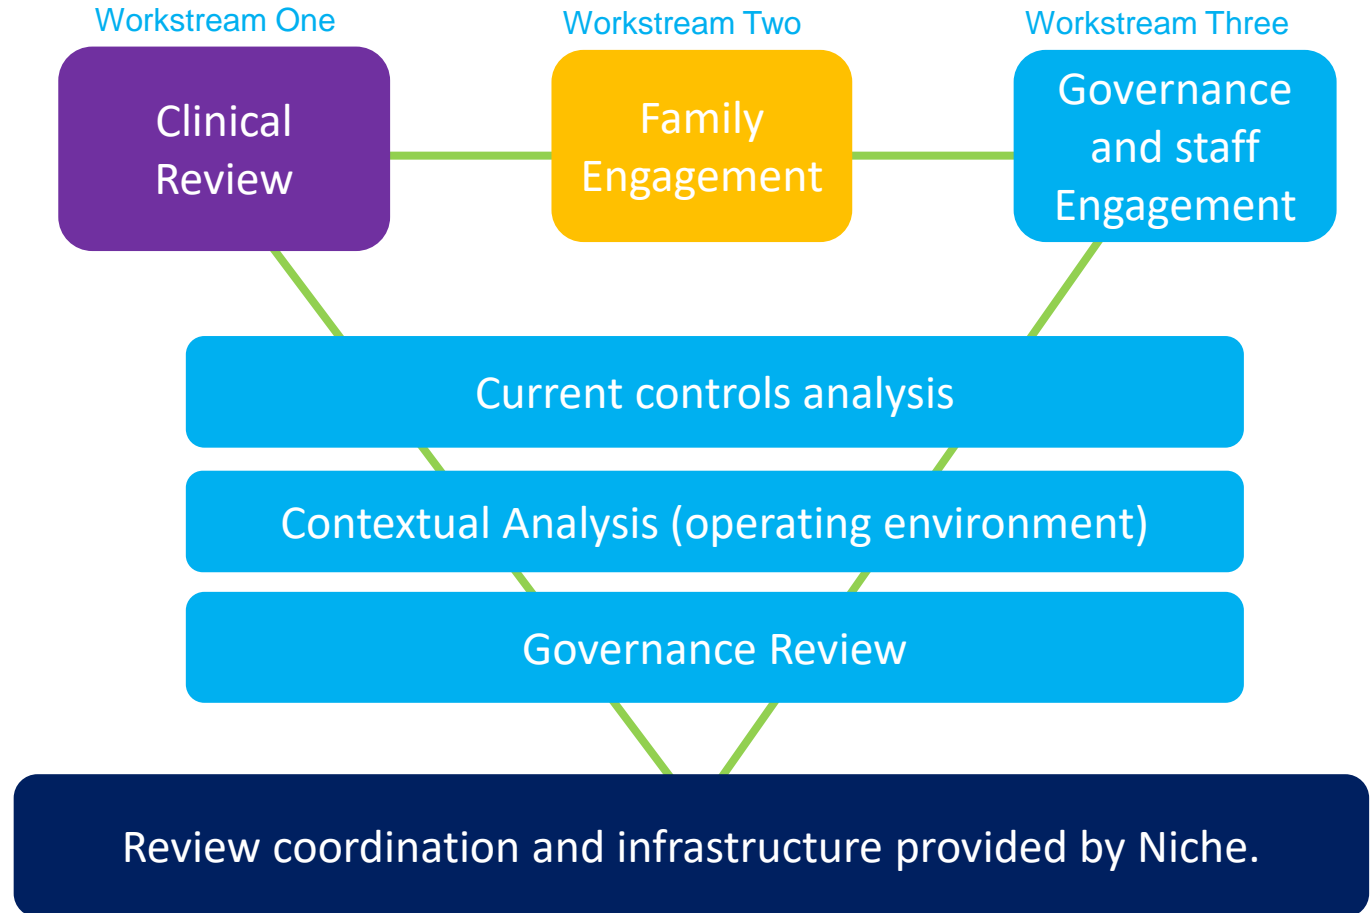 Workstream One
Workstream Two
Workstream Three
Clinical
Review
Family
Engagement
Governance
and staff
Engagement
Current controls analysis
Contextual Analysis (operating environment)
Governance Review
Review coordination and infrastructure provided by Niche.